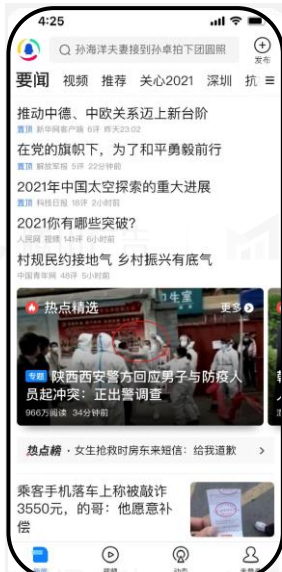 4:25
孙海洋夫妻接到孙卓拍下团圆照
发布
要闻 视频 推荐 关心2021 深圳 抗
推动中德、中欧关系迈上新台阶
置顶 新华网客户端 6评 昨天23:02
在党的旗帜下，为了和平勇毅前行
置顶 解放军报 5评 22分钟前
2021年中国太空探索的重大进展
置顶 科技日报 18评 2小时前
2021你有哪些突破?
人民网 视频 141评 6小时前
村规民约接地气 乡村振兴有底气
中国青年网 48评 5小时前
热点精选 更多
专题 陕西西安警方回应男子与防疫人
员起冲突：正出警调查
966万阅读 34分钟前
热点榜 · 女生抢救时房东来短信：给我道歉
乘客手机落车上称被敲诈
3550元，的哥：他愿意补
偿
视频
动态